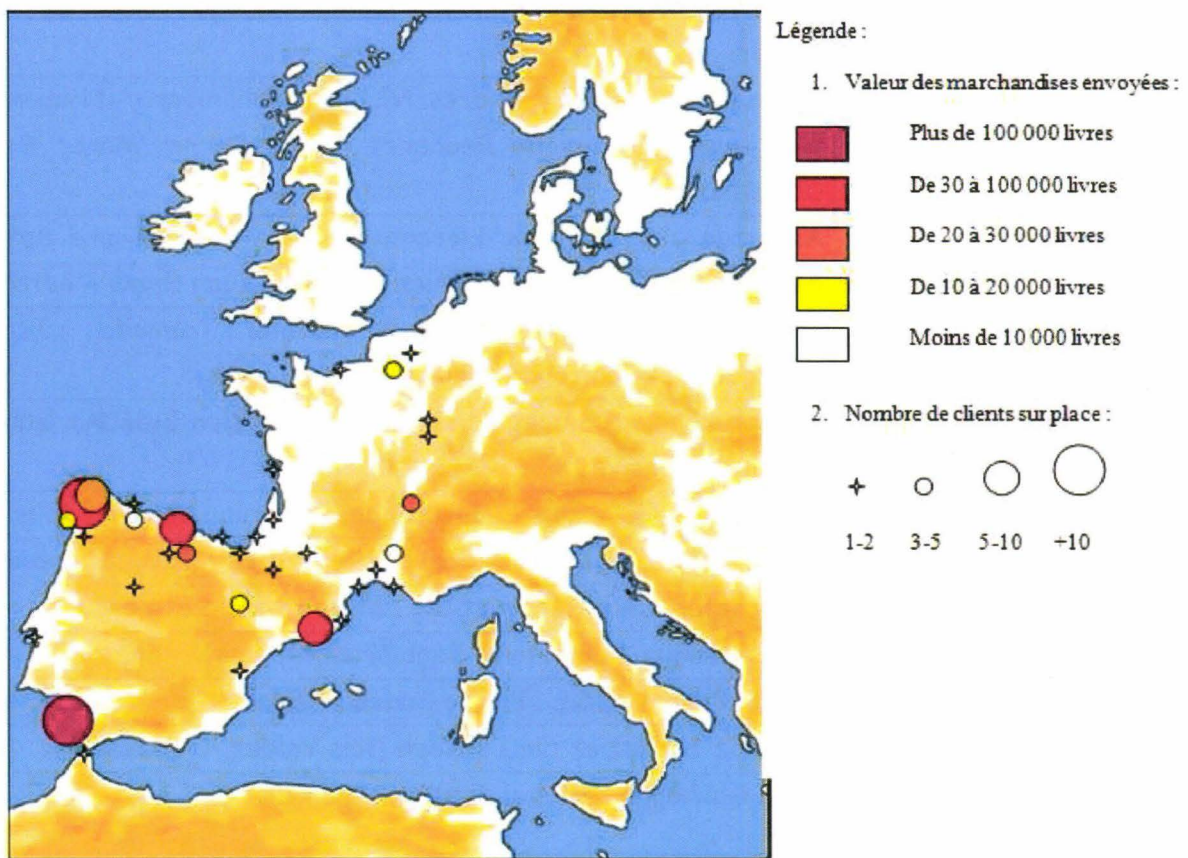 Légende :
1. Valeur des marchandises envoyées :
Plus de 100 000 livres
De 30 à 100 000 livres
De 20 à 30 000 livres
De 10 à 20 000 livres
Moins de 10 000 livres
2. Nombre de clients sur place :
1-2 3-5 5-10 +10